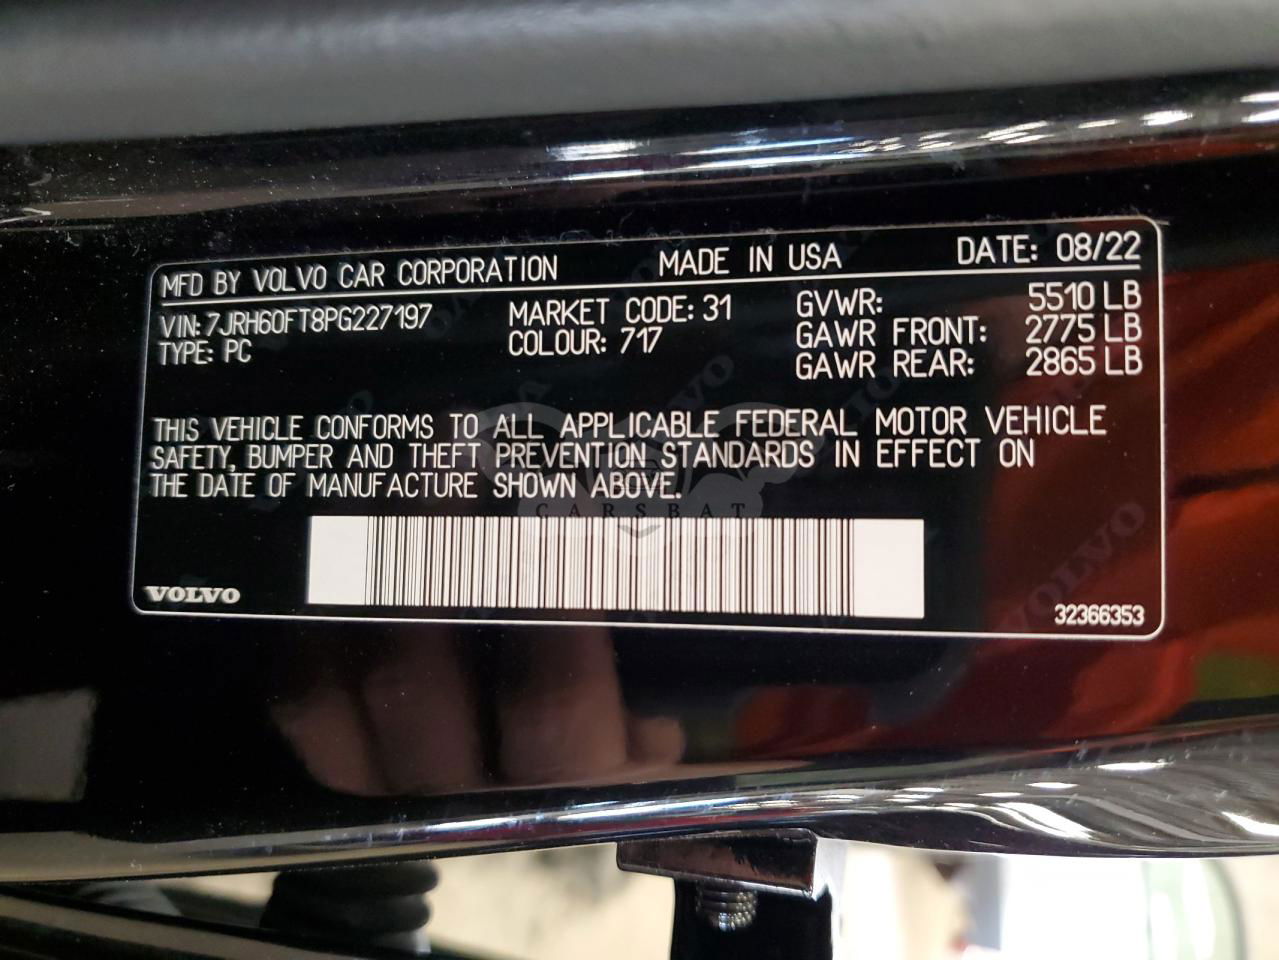 MFD BY VOLVO CAR CORPORATION MADE IN USA DATE: 08/22
VIN: 7JRH60FT8PG227197 MARKET CODE: 31 GVWR: 5510 LB
TYPE: PC COLOUR: 717 GAWR FRONT: 2775 LB
GAWR REAR: 2865 LB
THIS VEHICLE CONFORMS TO ALL APPLICABLE FEDERAL MOTOR VEHICLE
SAFETY, BUMPER AND THEFT PREVENTION STANDARDS IN EFFECT ON
THE DATE OF MANUFACTURE SHOWN ABOVE.
CARSBAT
VOLVO
32366353